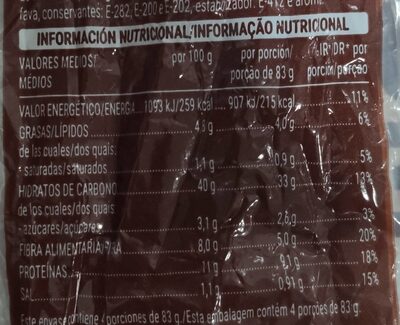 fava, conservantes: E-282, E-200 e E-202, estabilizador: E-412 e arom
INFORMACIÓN NUTRICIONAL/INFORMAÇÃO NUTRICIONAL
VALORES MEDIOS/ por 100 g por porción/ IR*/DR* por
MÉDIOS porção de 83 g porción/porção
VALOR ENERGÉTICO/ENERGA 1093 kJ/259 kcal 907 kJ/215 kcal 11%
GRASAS/LÍPIDOS 4,8 g 4,0 g 6%
de las cuales/dos quais:
saturadas/saturados 1,1 g 0,9 g 5%
HIDRATOS DE CARBONO 40 g 33 g 13%
de los cuales/dos quais
azúcares/açúcares 3,1 g 2,6 g 3%
FIBRA ALIMENTARIA/ 8,0 g 5,0 g 20%
PROTEÍNAS 11 g 9,1 g 18%
SAL 1,1 g 0,91 g 15%
Este envase contiene 4 porciones de 83 g./Esta embalagem contém 4 porções de 83 g.